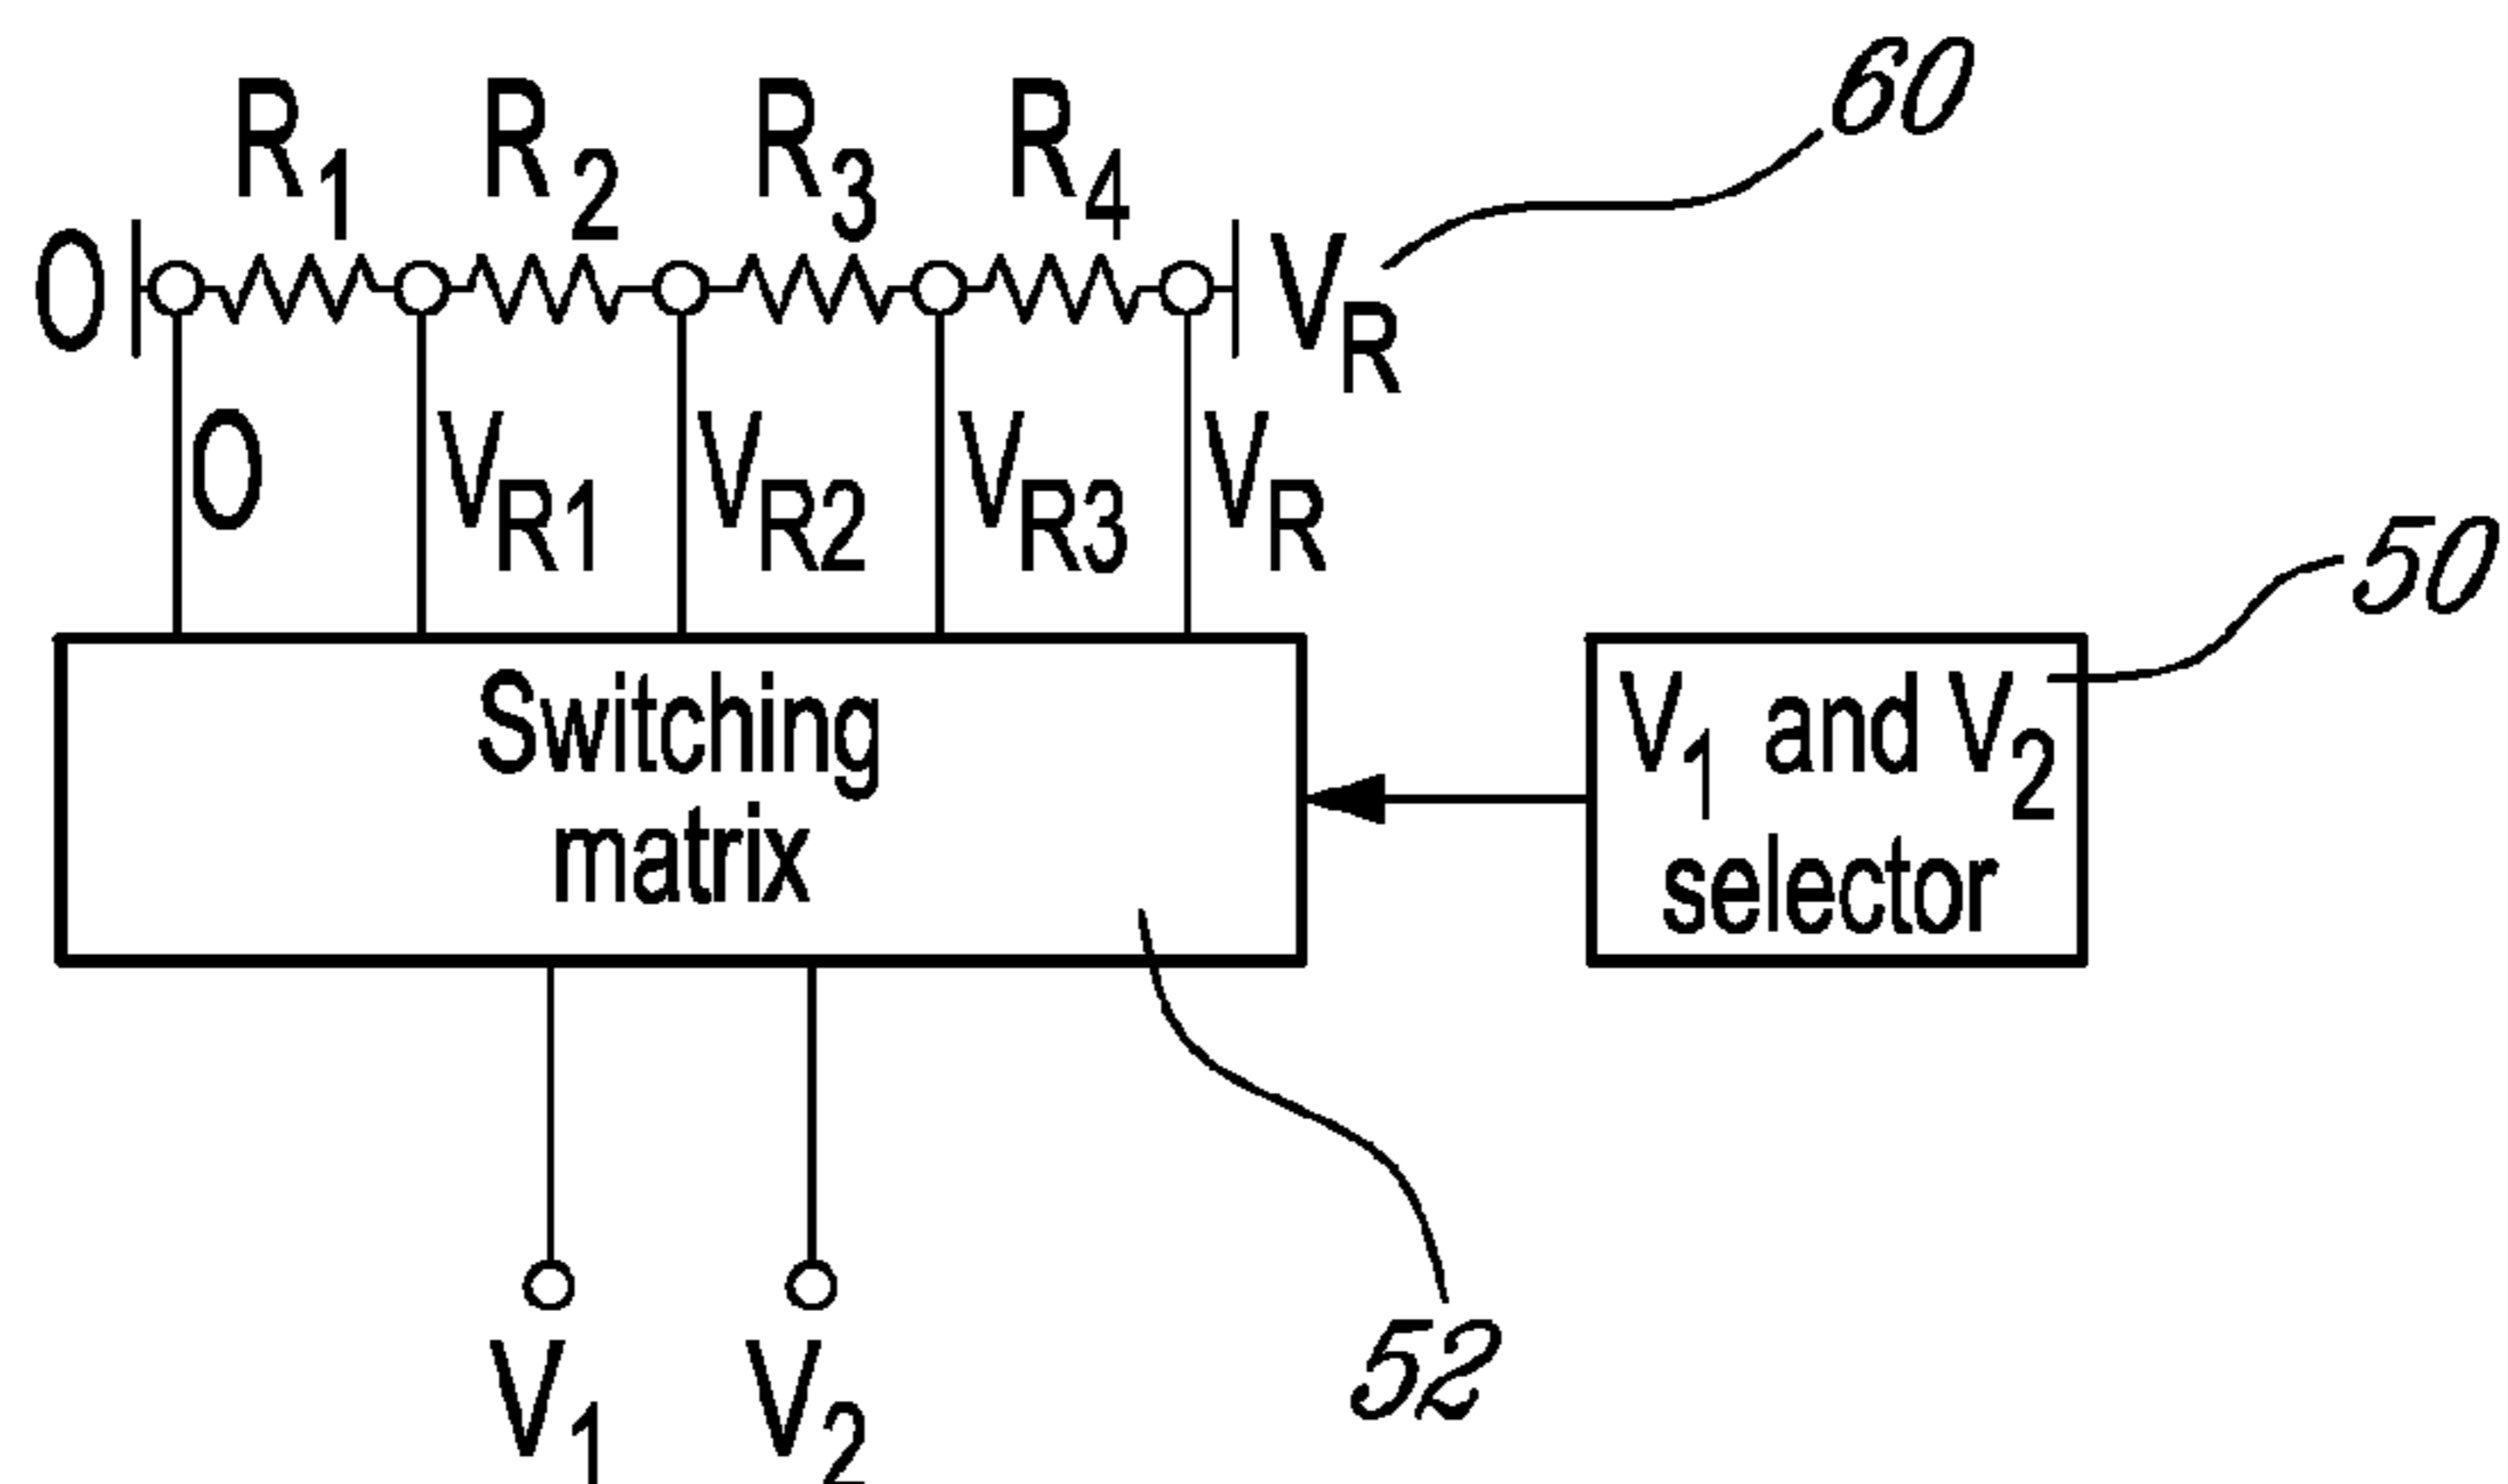 R1 R2 R3 R4 60
0 VR
0 VR1 VR2 VR3 VR
50
Switching
matrix
V1 and V2
selector
52
V1 V2